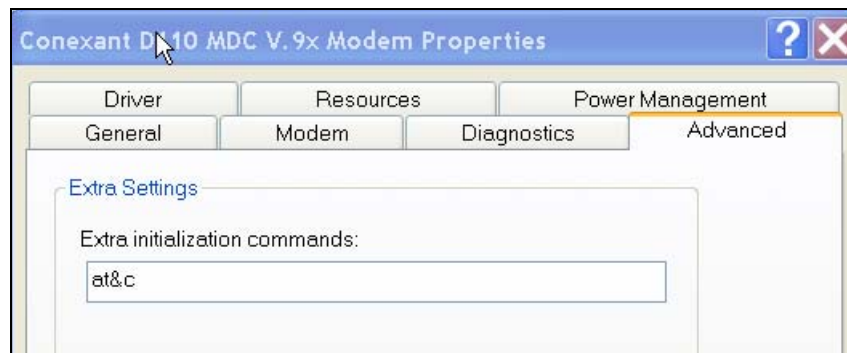 Conexant D110 MDC V.9x Modem Properties
Driver Resources Power Management
General Modem Diagnostics Advanced
Extra Settings
Extra initialization commands:
at&c